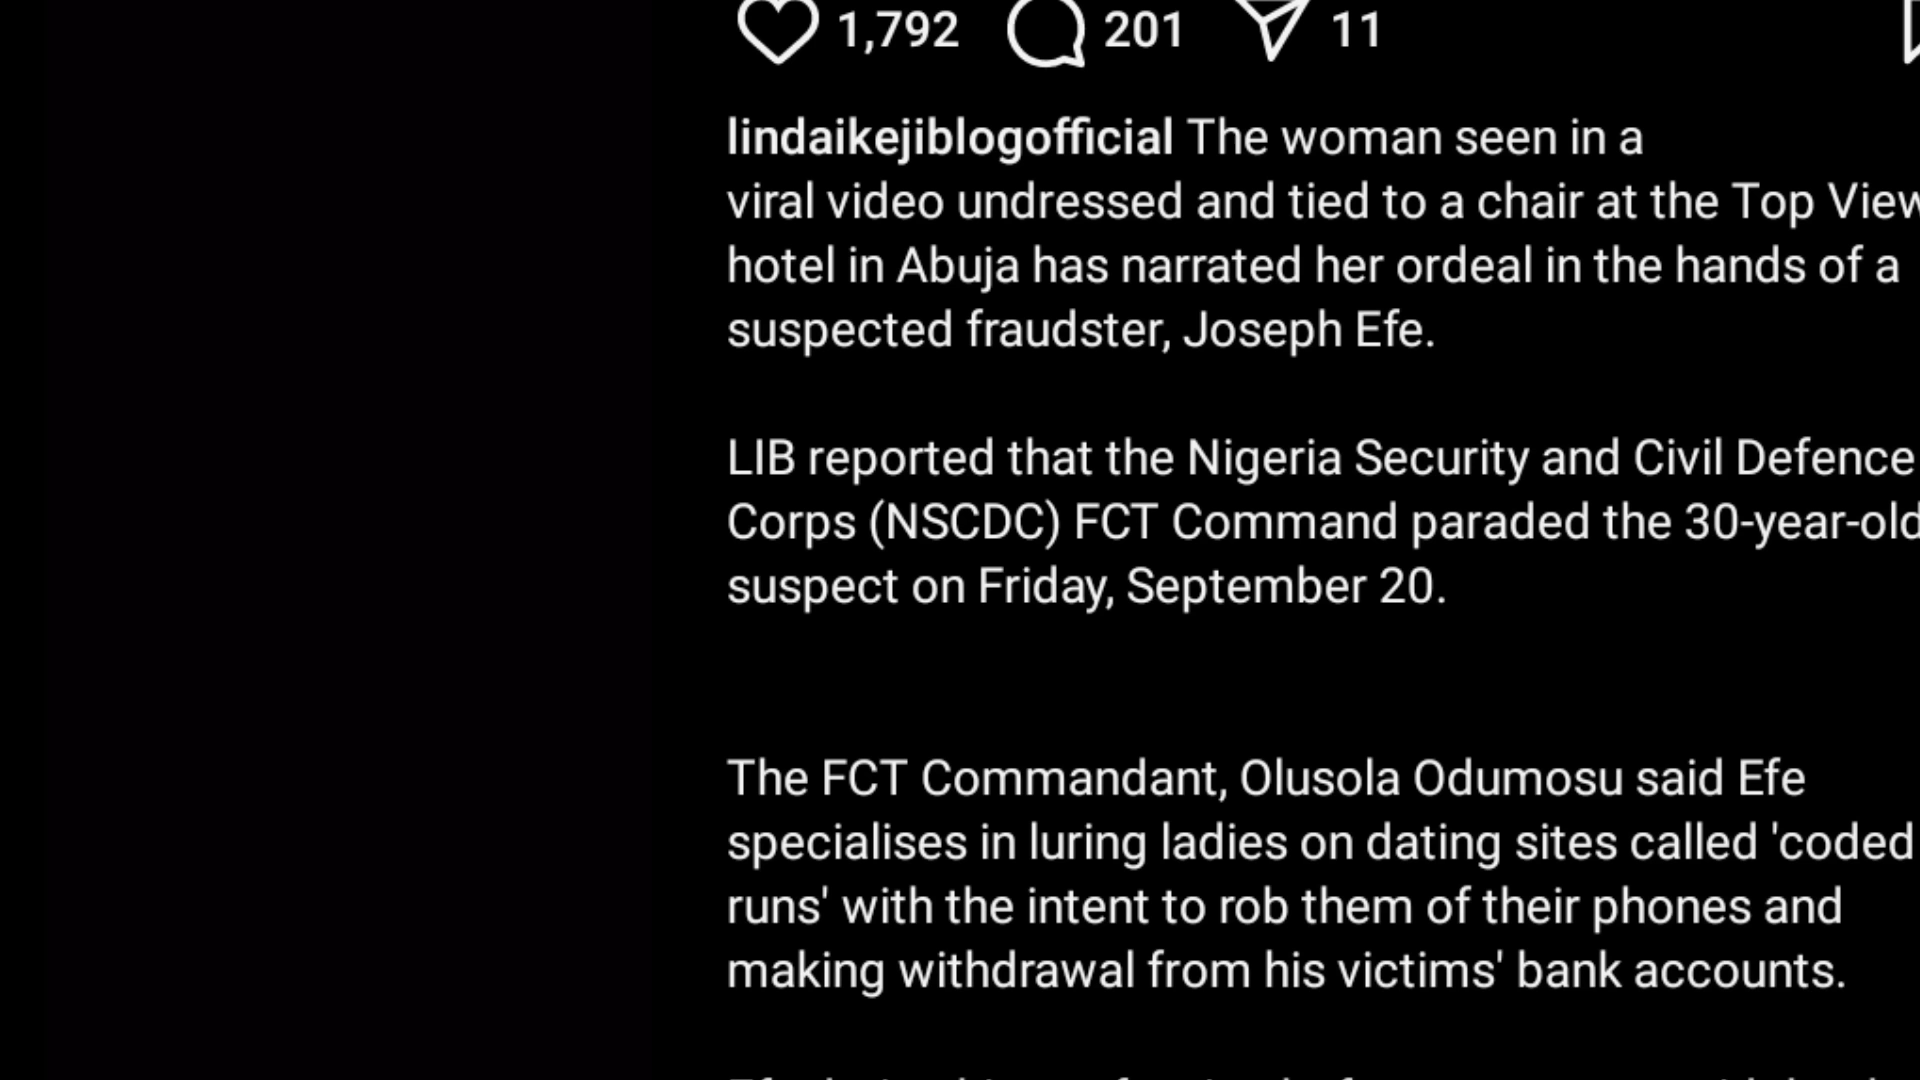 1,792 201 11
lindaikejiblogofficial The woman seen in a
viral video undressed and tied to a chair at the Top View
hotel in Abuja has narrated her ordeal in the hands of a
suspected fraudster, Joseph Efe.
LIB reported that the Nigeria Security and Civil Defence
Corps (NSCDC) FCT Command paraded the 30-year-old
suspect on Friday, September 20.
The FCT Commandant, Olusola Odumosu said Efe
specialises in luring ladies on dating sites called 'coded
runs' with the intent to rob them of their phones and
making withdrawal from his victims' bank accounts.